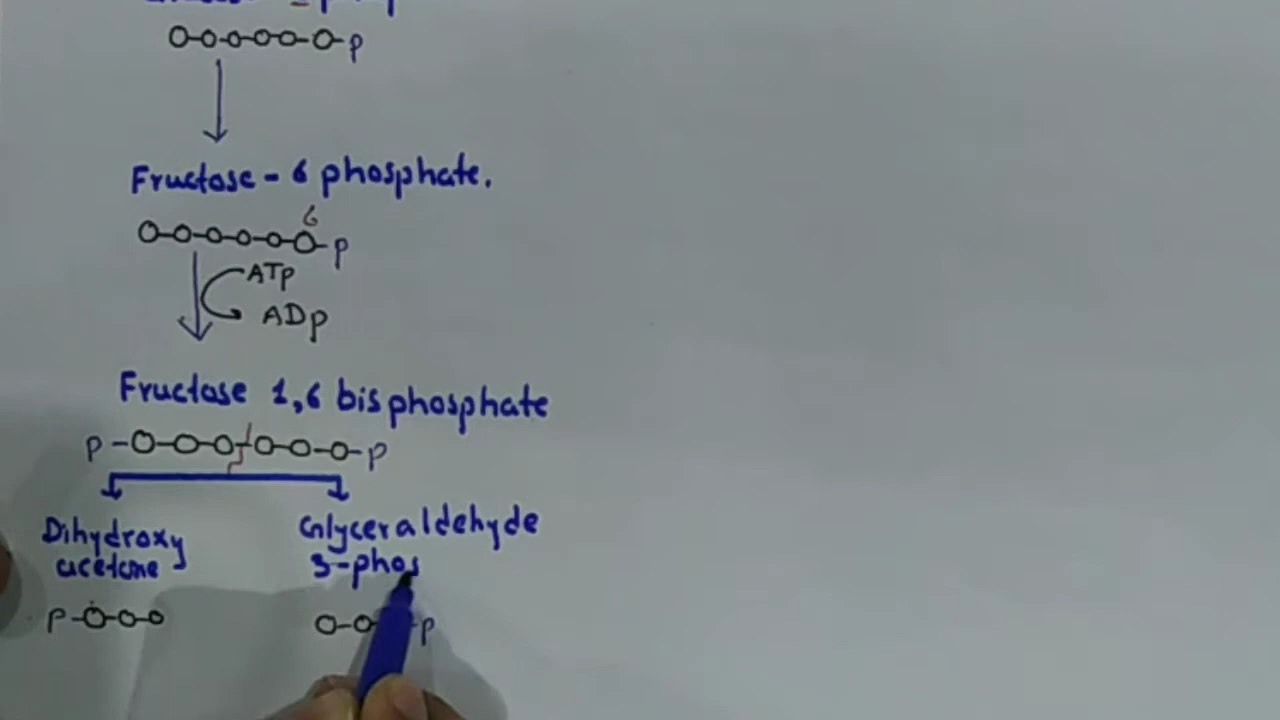 O-O-O-O-O-O-P
Fructose - 6 phosphate.
6
O-O-O-O-O-O-P
ATP
ADP
Fructose 1,6 bisphosphate
P-O-O-O-O-O-O-P
Dihydroxy
acetone
Glyceraldehyde
3-phos
P-O-O-O
O-O P